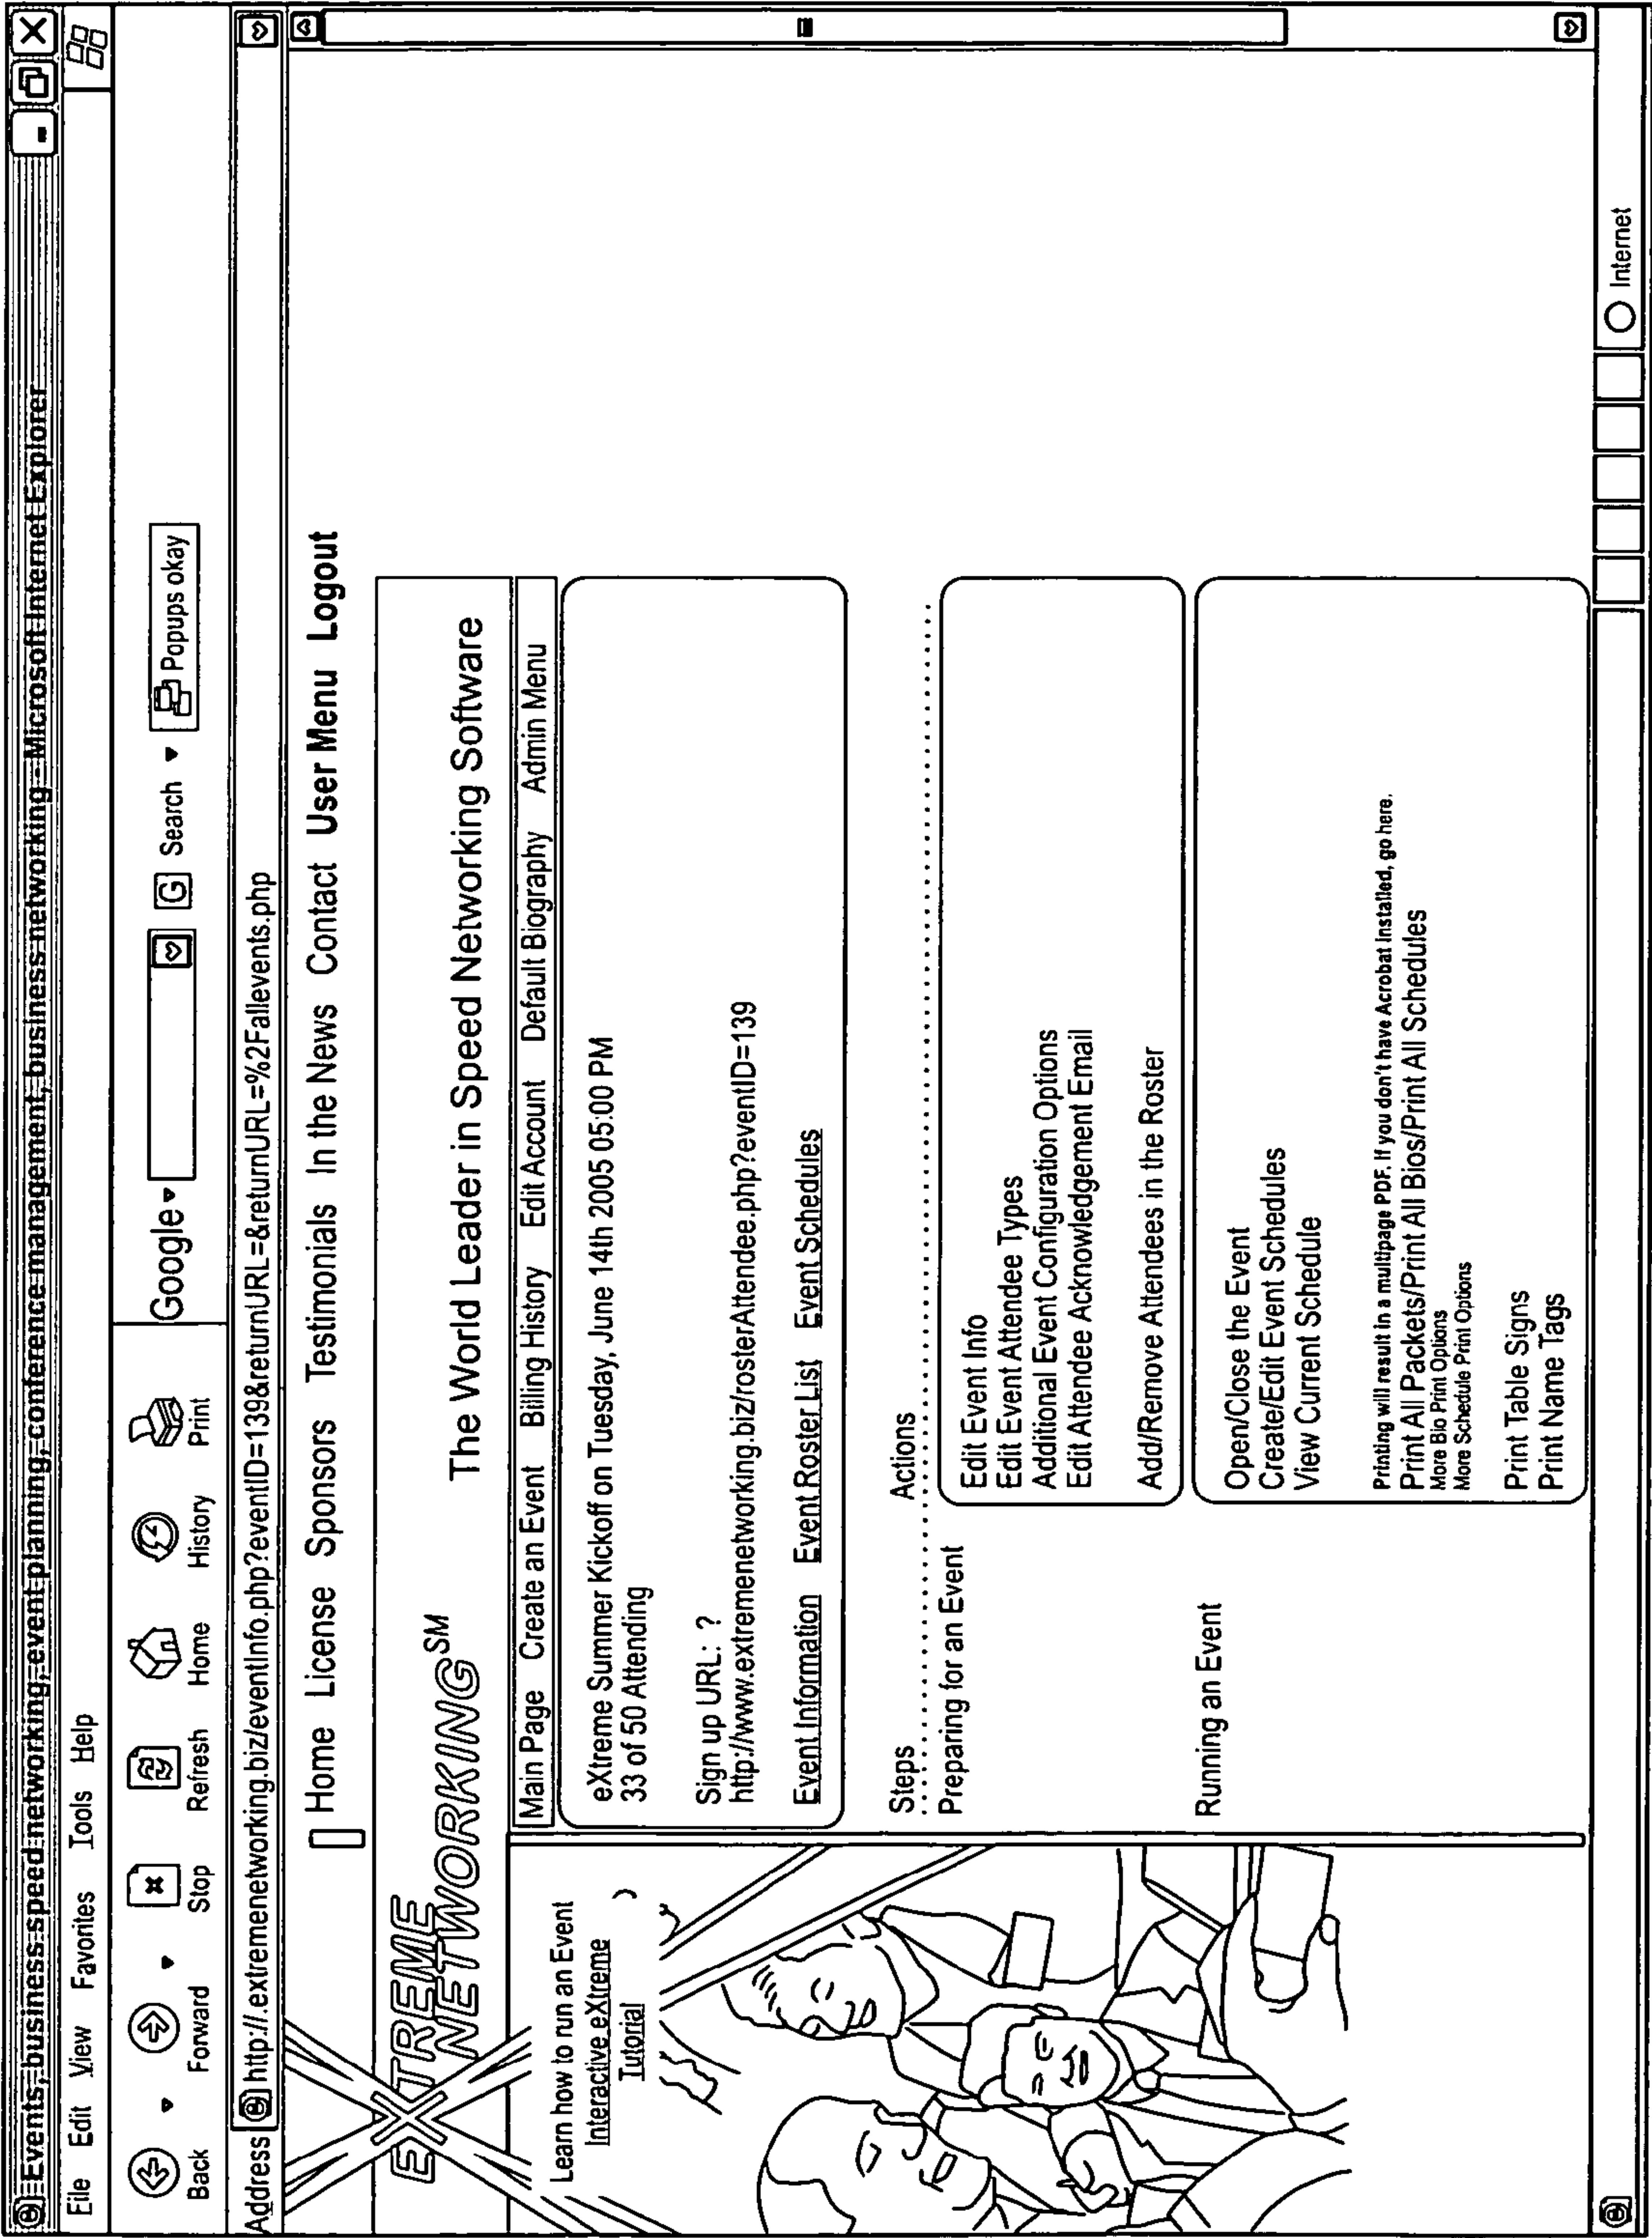 Events, business speed networking, event planning, conference management, business networking - Microsoft Internet Explorer
File Edit View Favorites Tools Help
Back Forward Stop Refresh Home History Print Google G Search Popups okay
Address http://.extremenetworking.biz/eventInfo.php?eventID=139&returnURL=&returnURL=%2Fallevents.php
Home License Sponsors Testimonials In the News Contact User Menu Logout
EXTREME
NETWORKING SM
The World Leader in Speed Networking Software
Main Page Create an Event Billing History Edit Account Default Biography Admin Menu
Learn how to run an Event
Interactive eXtreme
Tutorial
eXtreme Summer Kickoff on Tuesday, June 14th 2005 05:00 PM
33 of 50 Attending
Sign up URL: ?
http://www.extremenetworking.biz/rosterAttendee.php?eventID=139
Event Information Event Roster List Event Schedules
Steps Actions
Preparing for an Event
Edit Event Info
Edit Event Attendee Types
Additional Event Configuration Options
Edit Attendee Acknowledgement Email
Add/Remove Attendees in the Roster
Running an Event
Open/Close the Event
Create/Edit Event Schedules
View Current Schedule
Printing will result in a multipage PDF. If you don't have Acrobat installed, go here.
Print All Packets/Print All Bios/Print All Schedules
More Bio Print Options
More Schedule Print Options
Print Table Signs
Print Name Tags
Internet